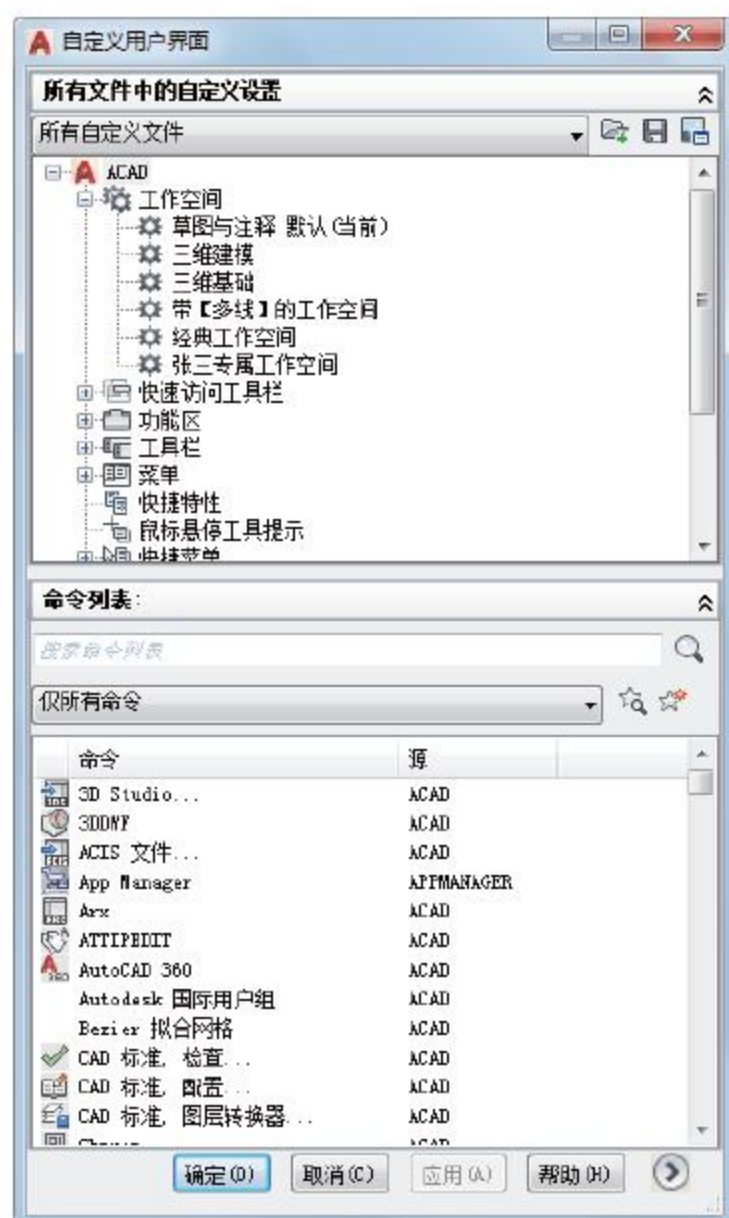 自定义用户界面
所有文件中的自定义设置
所有自定义文件
ACAD
工作空间
草图与注释 默认(当前)
三维建模
三维基础
带【多线】的工作空间
经典工作空间
张三专属工作空间
快速访问工具栏
功能区
工具栏
菜单
快捷特性
鼠标悬停工具提示
快捷菜单
命令列表:
搜索命令列表
仅所有命令
命令 源
3D Studio... ACAD
3DDWF ACAD
ACIS 文件... ACAD
App Manager APPMANAGER
Arx ACAD
ATTIPEDIT ACAD
AutoCAD 360 ACAD
Autodesk 国际用户组 ACAD
Bezier 拟合网格 ACAD
CAD 标准, 检查... ACAD
CAD 标准, 配置... ACAD
CAD 标准, 图层转换器... ACAD
ACAD
确定(O) 取消(C) 应用(A) 帮助(H)